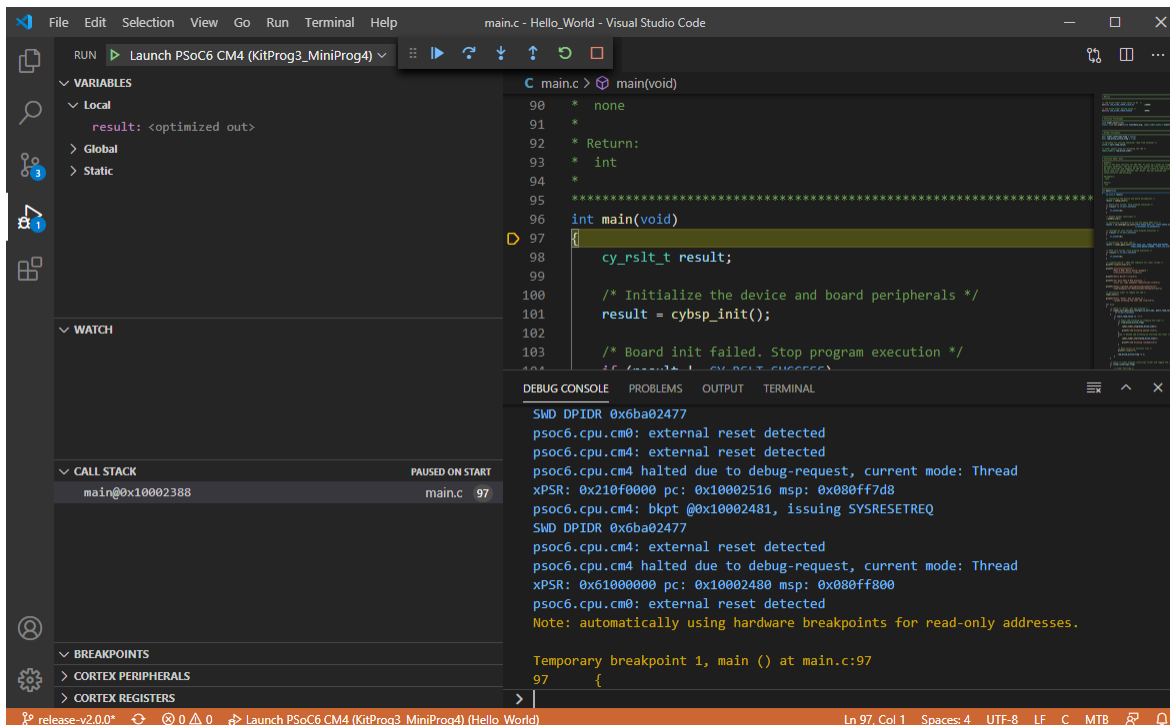 File Edit Selection View Go Run Terminal Help main.c - Hello_World - Visual Studio Code
RUN Launch PSoC6 CM4 (KitProg3_MiniProg4)
VARIABLES
Local
result: <optimized out>
Global
Static
WATCH
CALL STACK PAUSED ON START
main@0x10002388 main.c 97
BREAKPOINTS
CORTEX PERIPHERALS
CORTEX REGISTERS
3
1
C main.c > main(void)
90 * none
91 *
92 * Return:
93 * int
94 *
95 ********************************************************************
96 int main(void)
97 {
98 cy_rslt_t result;
99
100 /* Initialize the device and board peripherals */
101 result = cybsp_init();
102
103 /* Board init failed. Stop program execution */
104 if (result != CY_RSLT_SUCCESS)
DEBUG CONSOLE PROBLEMS OUTPUT TERMINAL
SWD DPIDR 0x6ba02477
psoc6.cpu.cm0: external reset detected
psoc6.cpu.cm4: external reset detected
psoc6.cpu.cm4 halted due to debug-request, current mode: Thread
xPSR: 0x210f0000 pc: 0x10002516 msp: 0x080ff7d8
psoc6.cpu.cm4: bkpt @0x10002481, issuing SYSRESETREQ
SWD DPIDR 0x6ba02477
psoc6.cpu.cm4: external reset detected
psoc6.cpu.cm4 halted due to debug-request, current mode: Thread
xPSR: 0x61000000 pc: 0x10002480 msp: 0x080ff800
psoc6.cpu.cm0: external reset detected
Note: automatically using hardware breakpoints for read-only addresses.
Temporary breakpoint 1, main () at main.c:97
97 {
>
release-v2.0.0* 0 0 Launch PSoC6 CM4 (KitProg3_MiniProg4) (Hello_World) Ln 97, Col 1 Spaces: 4 UTF-8 LF C MTB